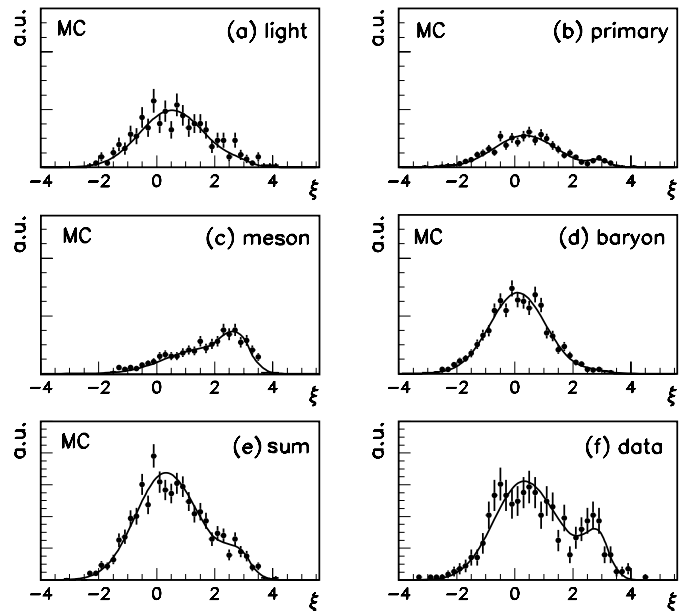 a.u.
MC
(a) light
−4 −2 0 2 4 ξ
a.u.
MC
(b) primary
−4 −2 0 2 4 ξ
a.u.
MC
(c) meson
−4 −2 0 2 4 ξ
a.u.
MC
(d) baryon
−4 −2 0 2 4 ξ
a.u.
MC
(e) sum
−4 −2 0 2 4 ξ
a.u.
(f) data
−4 −2 0 2 4 ξ